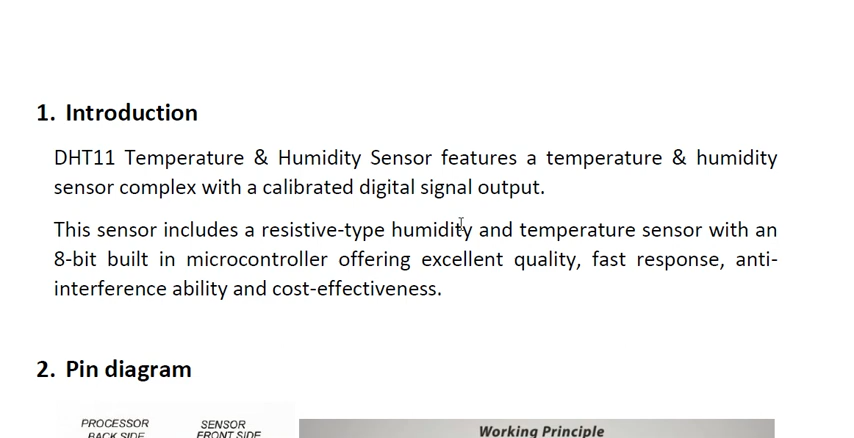 1. Introduction
DHT11 Temperature & Humidity Sensor features a temperature & humidity
sensor complex with a calibrated digital signal output.
This sensor includes a resistive-type humidity and temperature sensor with an
8-bit built in microcontroller offering excellent quality, fast response, anti-
interference ability and cost-effectiveness.
2. Pin diagram
PROCESSOR
BACK SIDE
SENSOR
FRONT SIDE
Working Principle